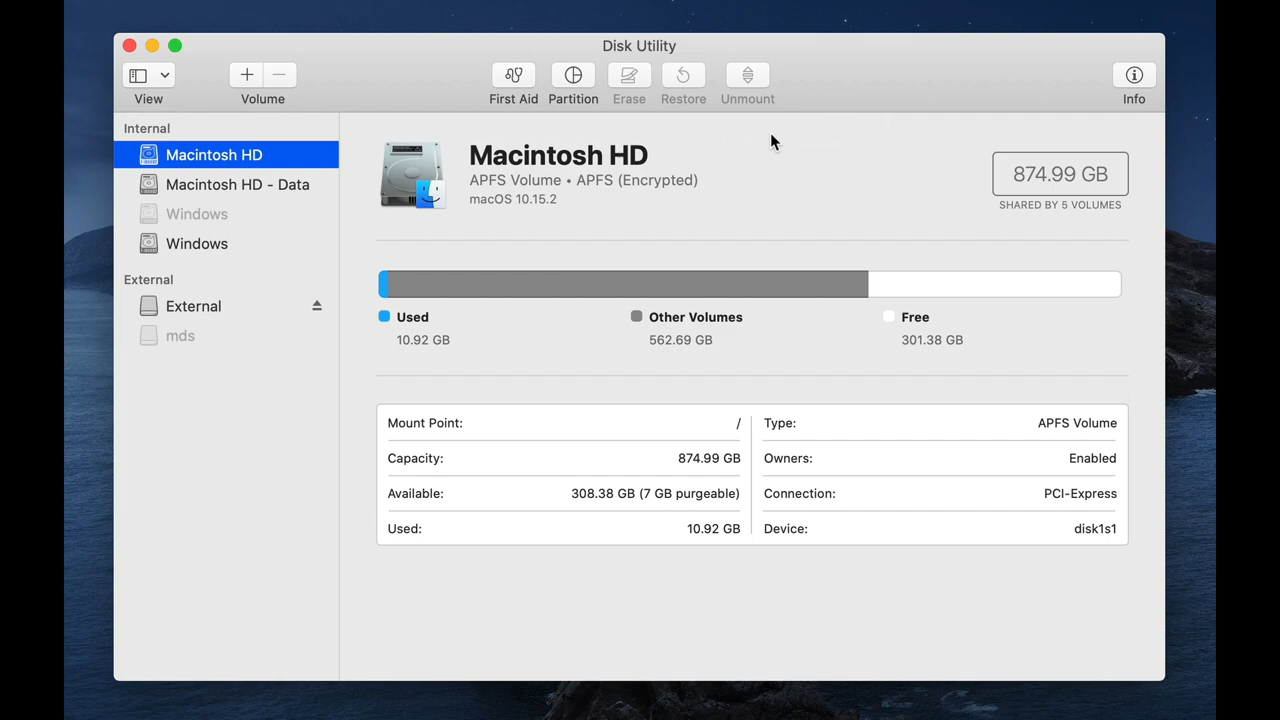 Disk Utility
View
Volume
First Aid
Partition
Erase
Restore
Unmount
Info
Internal
Macintosh HD
Macintosh HD - Data
Windows
Windows
External
External
mds
Macintosh HD
APFS Volume • APFS (Encrypted)
macOS 10.15.2
874.99 GB
SHARED BY 5 VOLUMES
Used
10.92 GB
Other Volumes
562.69 GB
Free
301.38 GB
Mount Point: /
Capacity: 874.99 GB
Available: 308.38 GB (7 GB purgeable)
Used: 10.92 GB
Type: APFS Volume
Owners: Enabled
Connection: PCI-Express
Device: disk1s1